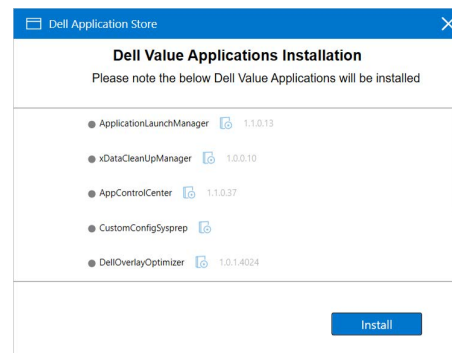 Dell Application Store
Dell Value Applications Installation
Please note the below Dell Value Applications will be installed
ApplicationLaunchManager 1.1.0.13
xDataCleanUpManager 1.0.0.10
AppControlCenter 1.1.0.37
CustomConfigSysprep
DellOverlayOptimizer 1.0.1.4024
Install